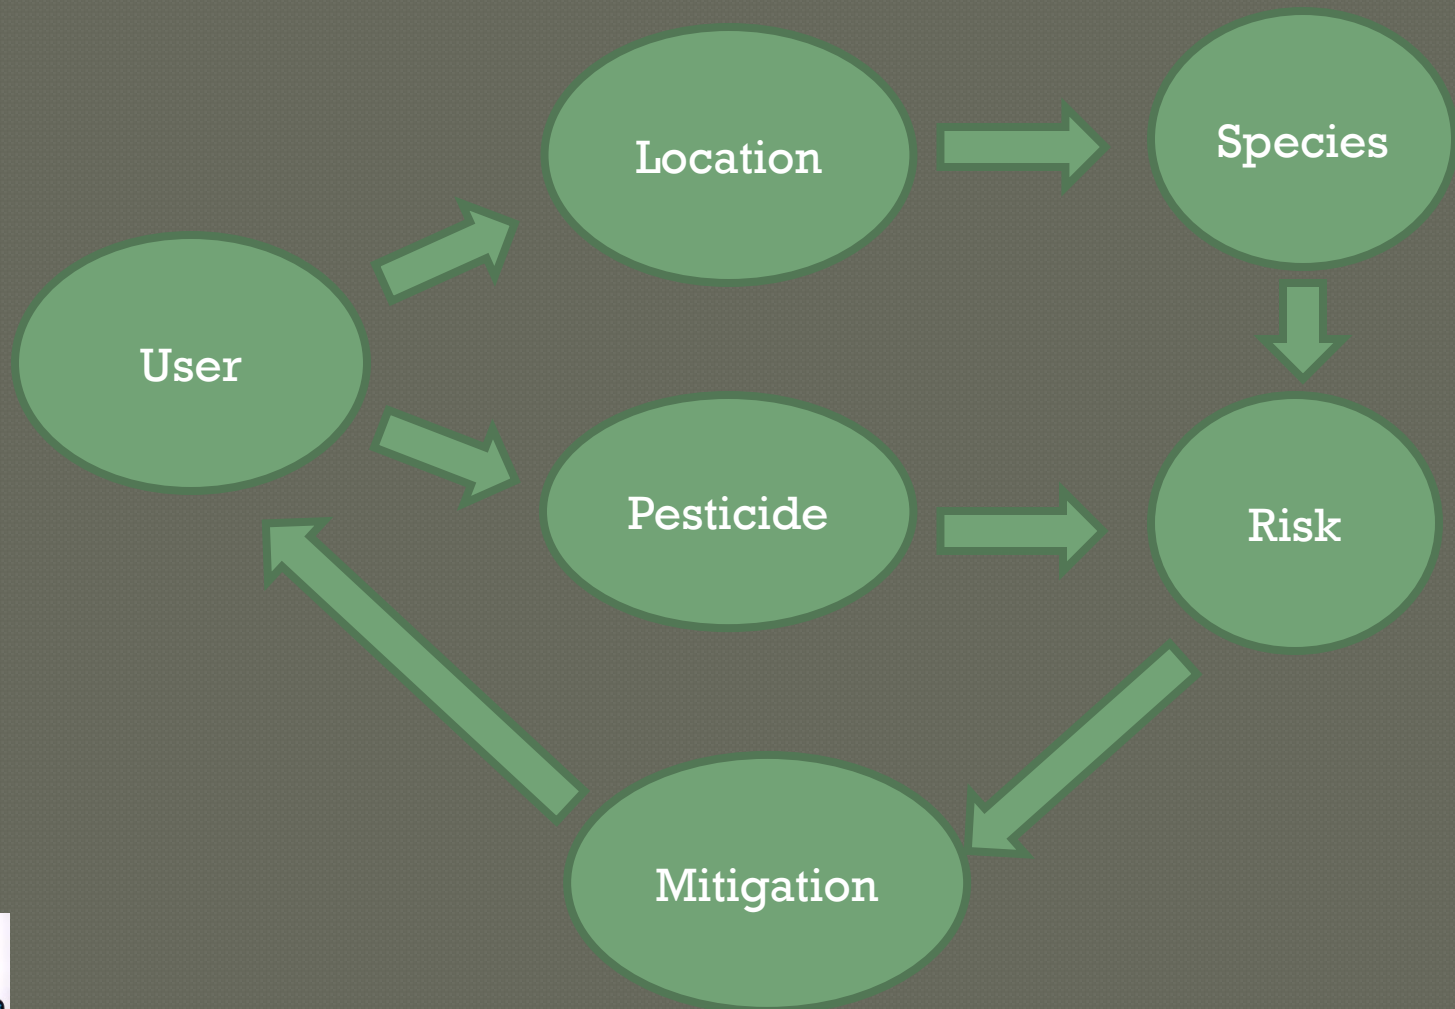 Location
Species
User
Pesticide
Risk
Mitigation